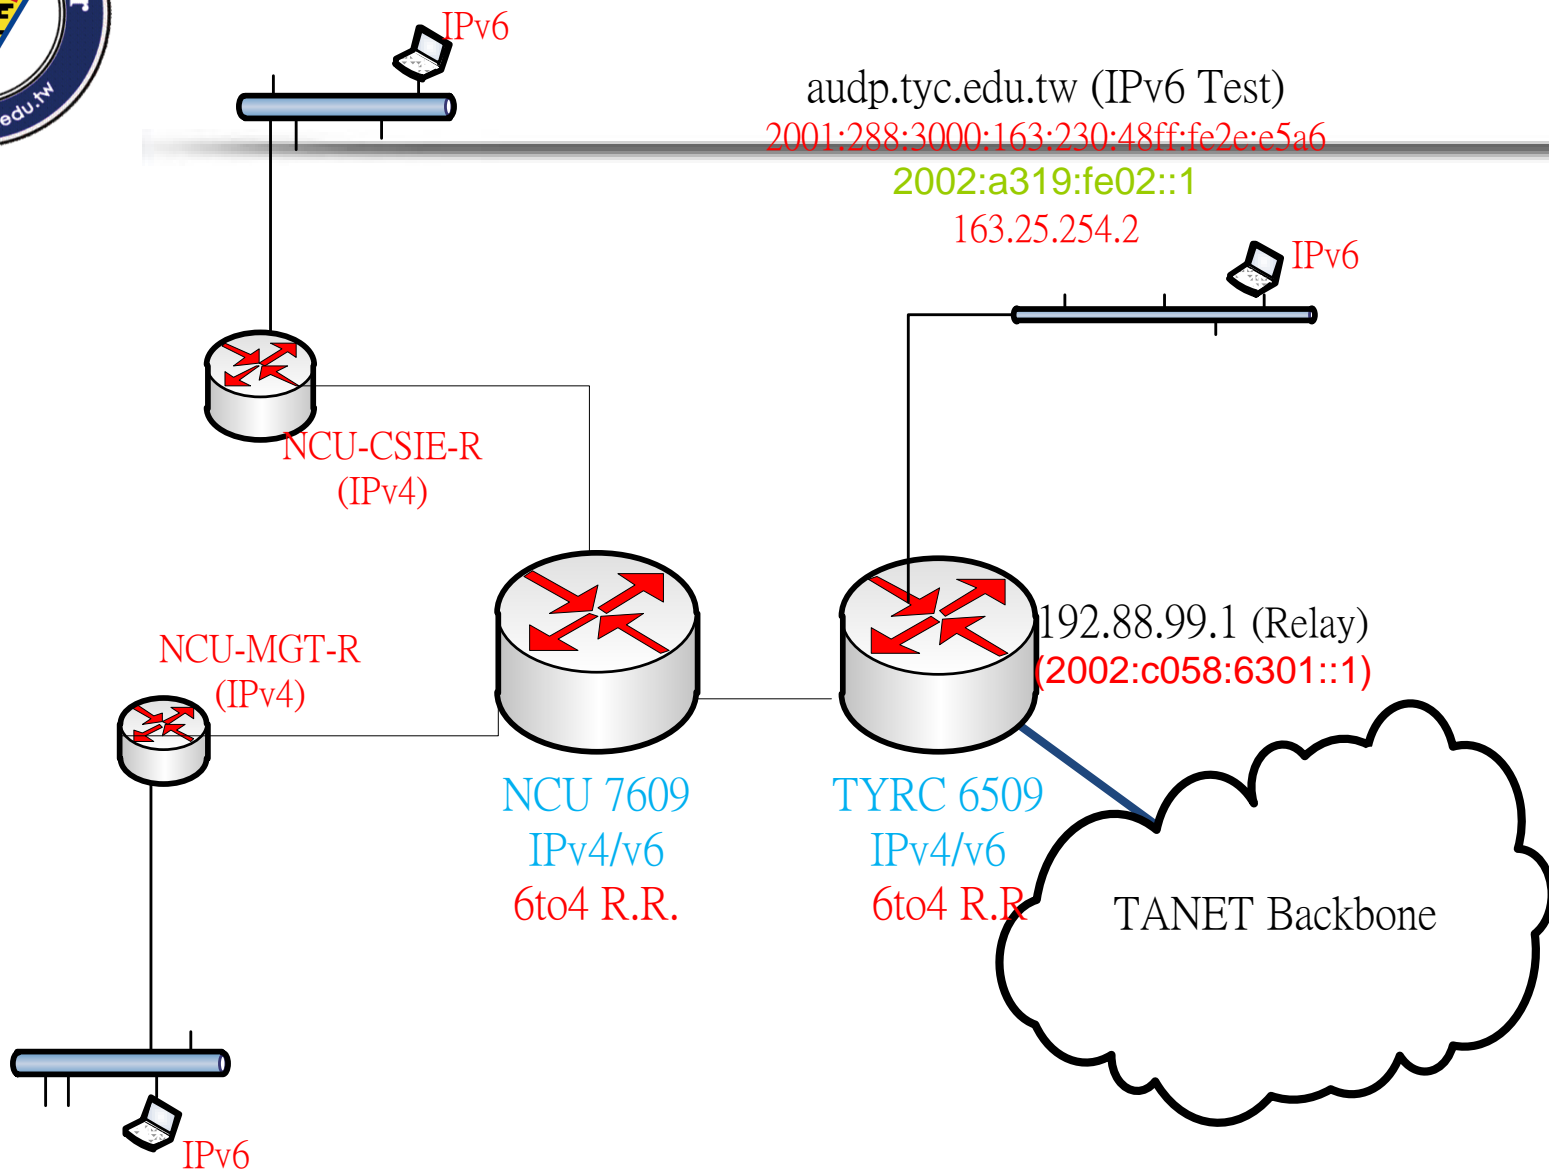 edu.tw
IPv6
audp.tyc.edu.tw (IPv6 Test)
2001:288:3000:163:230:48ff:fe2e:e5a6
2002:a319:fe02::1
163.25.254.2
IPv6
NCU-CSIE-R
(IPv4)
NCU-MGT-R
(IPv4)
192.88.99.1 (Relay)
(2002:c058:6301::1)
NCU 7609
IPv4/v6
6to4 R.R.
TYRC 6509
IPv4/v6
6to4 R.R
TANET Backbone
IPv6